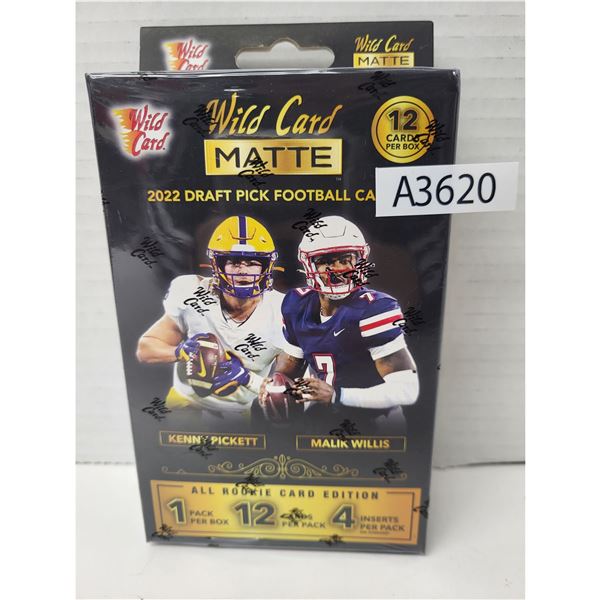 Wild Card
Wild Card
MATTE
Wild Card
Wild Card
MATTE
12
CARDS
PER BOX
A3620
2022 DRAFT PICK FOOTBALL CA
7
7
KENNY PICKETT
MALIK WILLIS
ALL ROOKIE CARD EDITION
1 PACK PER BOX
12 CARDS PER PACK
4 INSERTS PER PACK